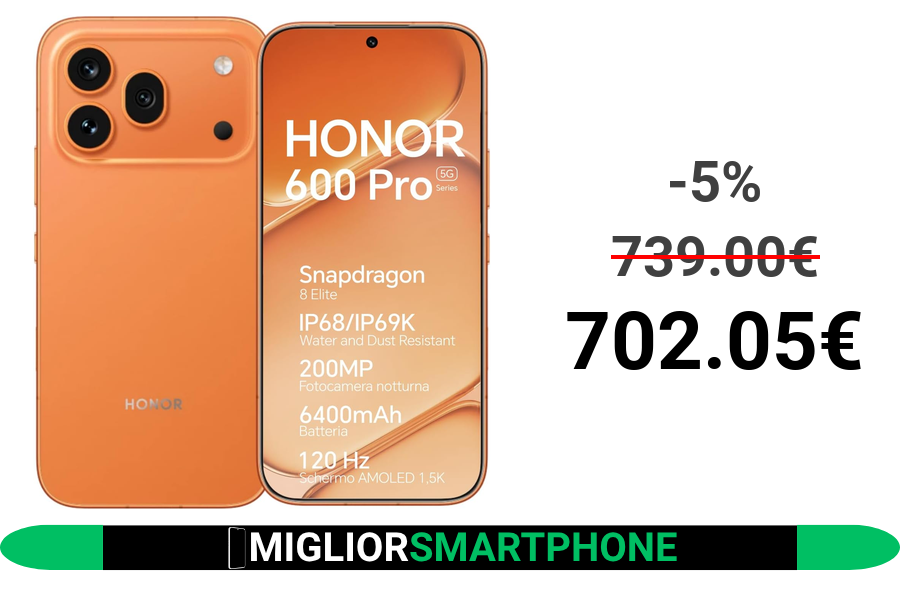 HONOR
HONOR
600 Pro 5G Series
Snapdragon
8 Elite
IP68/IP69K
Water and Dust Resistant
200MP
Fotocamera notturna
6400mAh
Batteria
120 Hz
Schermo AMOLED 1,5K
-5%
739.00€
702.05€
MIGLIORSMARTPHONE